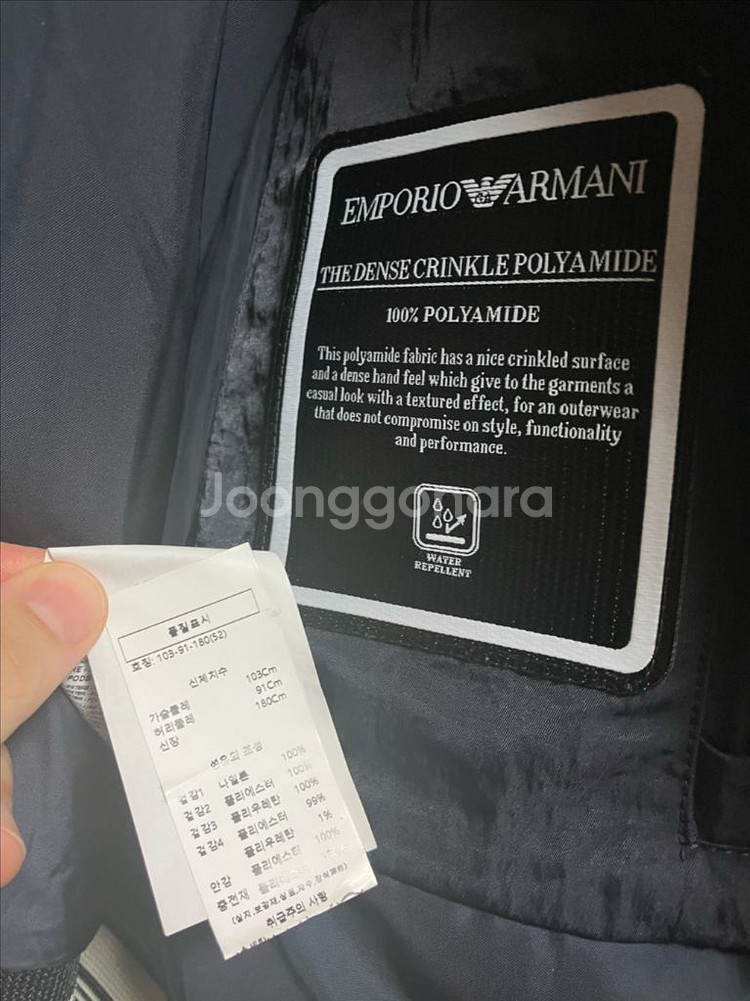 EMPORIO ARMANI
THE DENSE CRINKLE POLYAMIDE
100% POLYAMIDE
This polyamide fabric has a nice crinkled surface
and a dense hand feel which give to the garments a
casual look with a textured effect, for an outerwear
that does not compromise on style, functionality
and performance.
Joonggonara
WATER
REPELLENT
품질표시
호칭: 103-91-180(52)
신체치수
가슴둘레 103Cm
허리둘레 91Cm
신장 180Cm
섬유의 조성
겉감1 나일론 100%
겉감2 폴리에스터 100%
겉감3 폴리우레탄 100%
겉감4 폴리에스터 99%
폴리우레탄 1%
안감 폴리에스터 100%
충전재
취급주의 사항